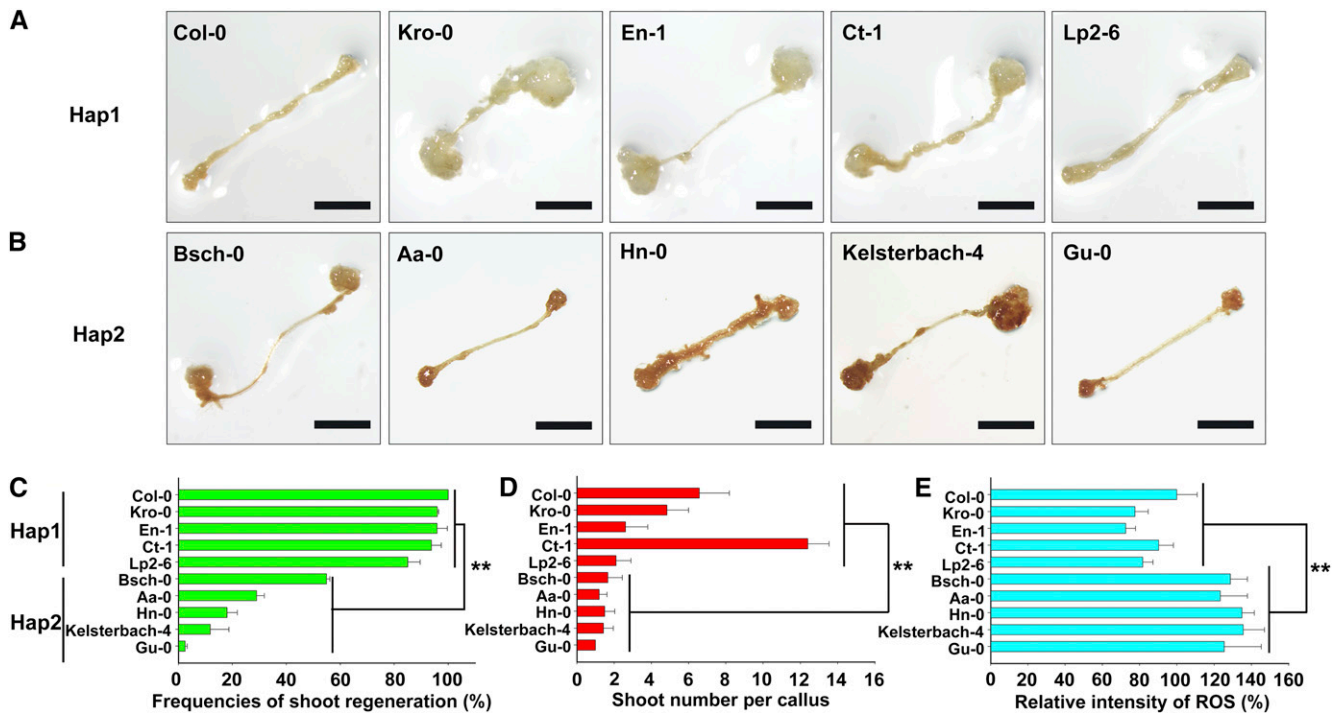 A
Col-0 Kro-0 En-1 Ct-1 Lp2-6
Hap1
B
Bsch-0 Aa-0 Hn-0 Kelsterbach-4 Gu-0
Hap2
C
Hap1
Hap2
Col-0
Kro-0
En-1
Ct-1
Lp2-6
Bsch-0
Aa-0
Hn-0
Kelsterbach-4
Gu-0
**
0 20 40 60 80 100
Frequencies of shoot regeneration (%)
D
Col-0
Kro-0
En-1
Ct-1
Lp2-6
Bsch-0
Aa-0
Hn-0
Kelsterbach-4
Gu-0
**
0 2 4 6 8 10 12 14 16
Shoot number per callus
E
Col-0
Kro-0
En-1
Ct-1
Lp2-6
Bsch-0
Aa-0
Hn-0
Kelsterbach-4
Gu-0
**
0 20 40 60 80 100 120 140 160
Relative intensity of ROS (%)